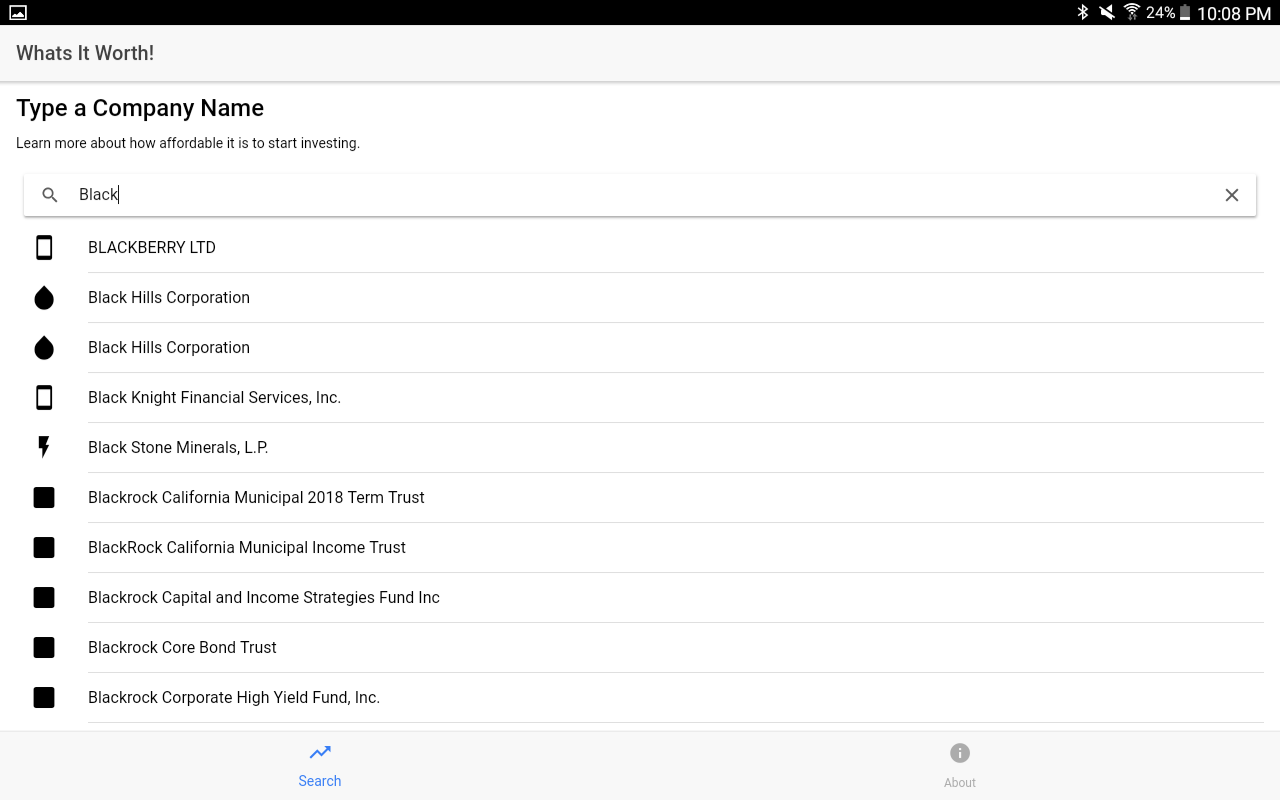 24% 10:08 PM
Whats It Worth!
Type a Company Name
Learn more about how affordable it is to start investing.
Black
BLACKBERRY LTD
Black Hills Corporation
Black Hills Corporation
Black Knight Financial Services, Inc.
Black Stone Minerals, L.P.
Blackrock California Municipal 2018 Term Trust
BlackRock California Municipal Income Trust
Blackrock Capital and Income Strategies Fund Inc
Blackrock Core Bond Trust
Blackrock Corporate High Yield Fund, Inc.
Search About